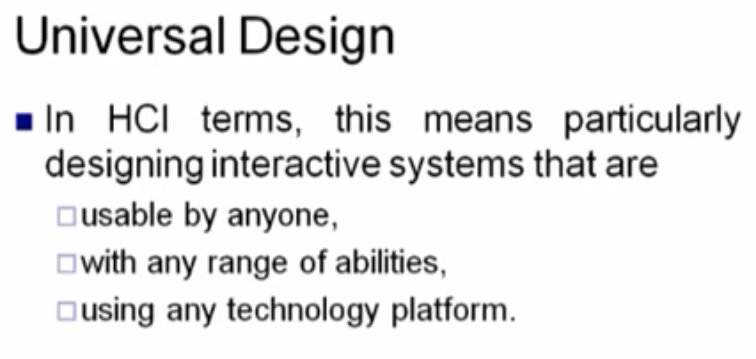 Universal Design
In HCI terms, this means particularly
designing interactive systems that are
usable by anyone,
with any range of abilities,
using any technology platform.